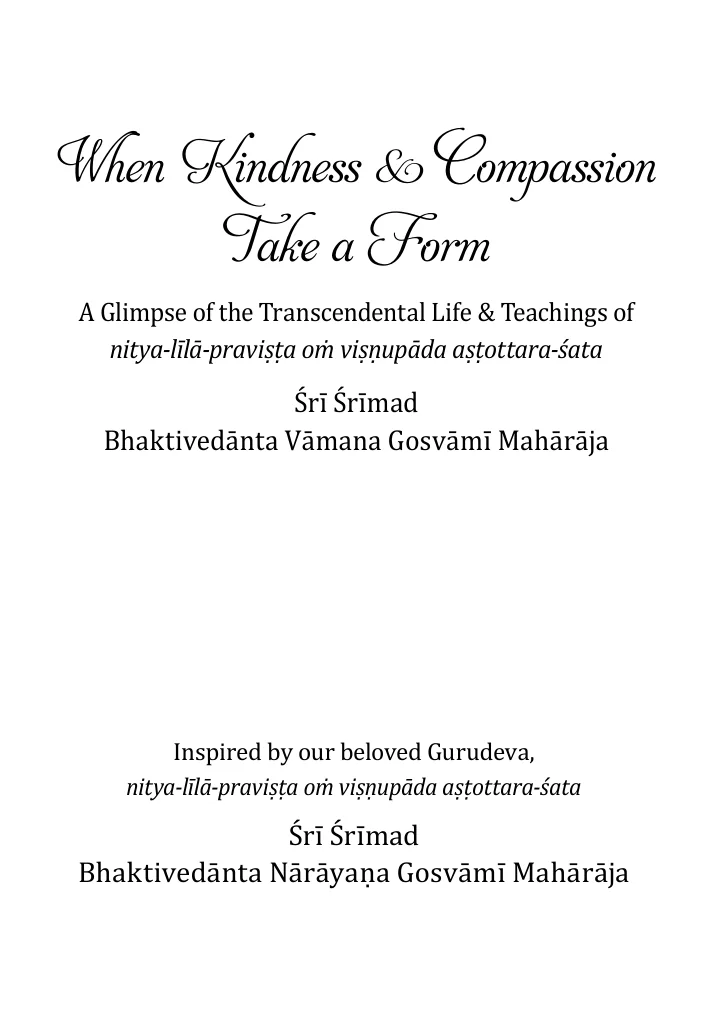 When Kindness & Compassion
Take a Form
A Glimpse of the Transcendental Life & Teachings of
nitya-līlā-praviṣṭa oṁ viṣṇupāda aṣṭottara-śata
Śrī Śrīmad
Bhaktivedānta Vāmana Gosvāmī Mahārāja
Inspired by our beloved Gurudeva,
nitya-līlā-praviṣṭa oṁ viṣṇupāda aṣṭottara-śata
Śrī Śrīmad
Bhaktivedānta Nārāyaṇa Gosvāmī Mahārāja